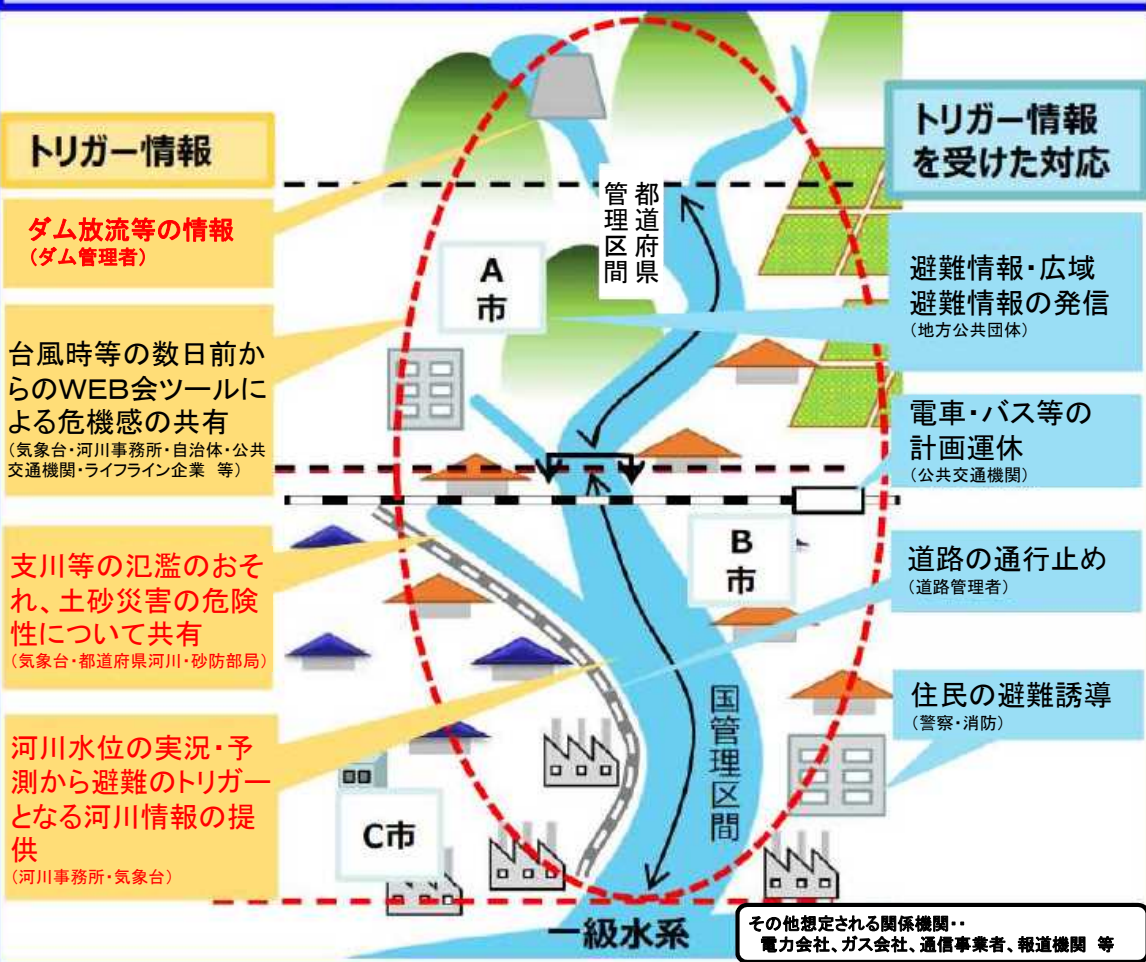 トリガー情報
ダム放流等の情報
(ダム管理者)
台風時等の数日前か
らのWEB会ツールに
よる危機感の共有
(気象台・河川事務所・自治体・公共
交通機関・ライフライン企業 等)
支川等の氾濫のおそ
れ、土砂災害の危険
性について共有
(気象台・都道府県河川・砂防部局)
河川水位の実況・予
測から避難のトリガー
となる河川情報の提
供
(河川事務所・気象台)
都道府県
管理区間
A
市
B
市
C市
国管理区間
一級水系
トリガー情報
を受けた対応
避難情報・広域
避難情報の発信
(地方公共団体)
電車・バス等の
計画運休
(公共交通機関)
道路の通行止め
(道路管理者)
住民の避難誘導
(警察・消防)
その他想定される関係機関・・
電力会社、ガス会社、通信事業者、報道機関 等